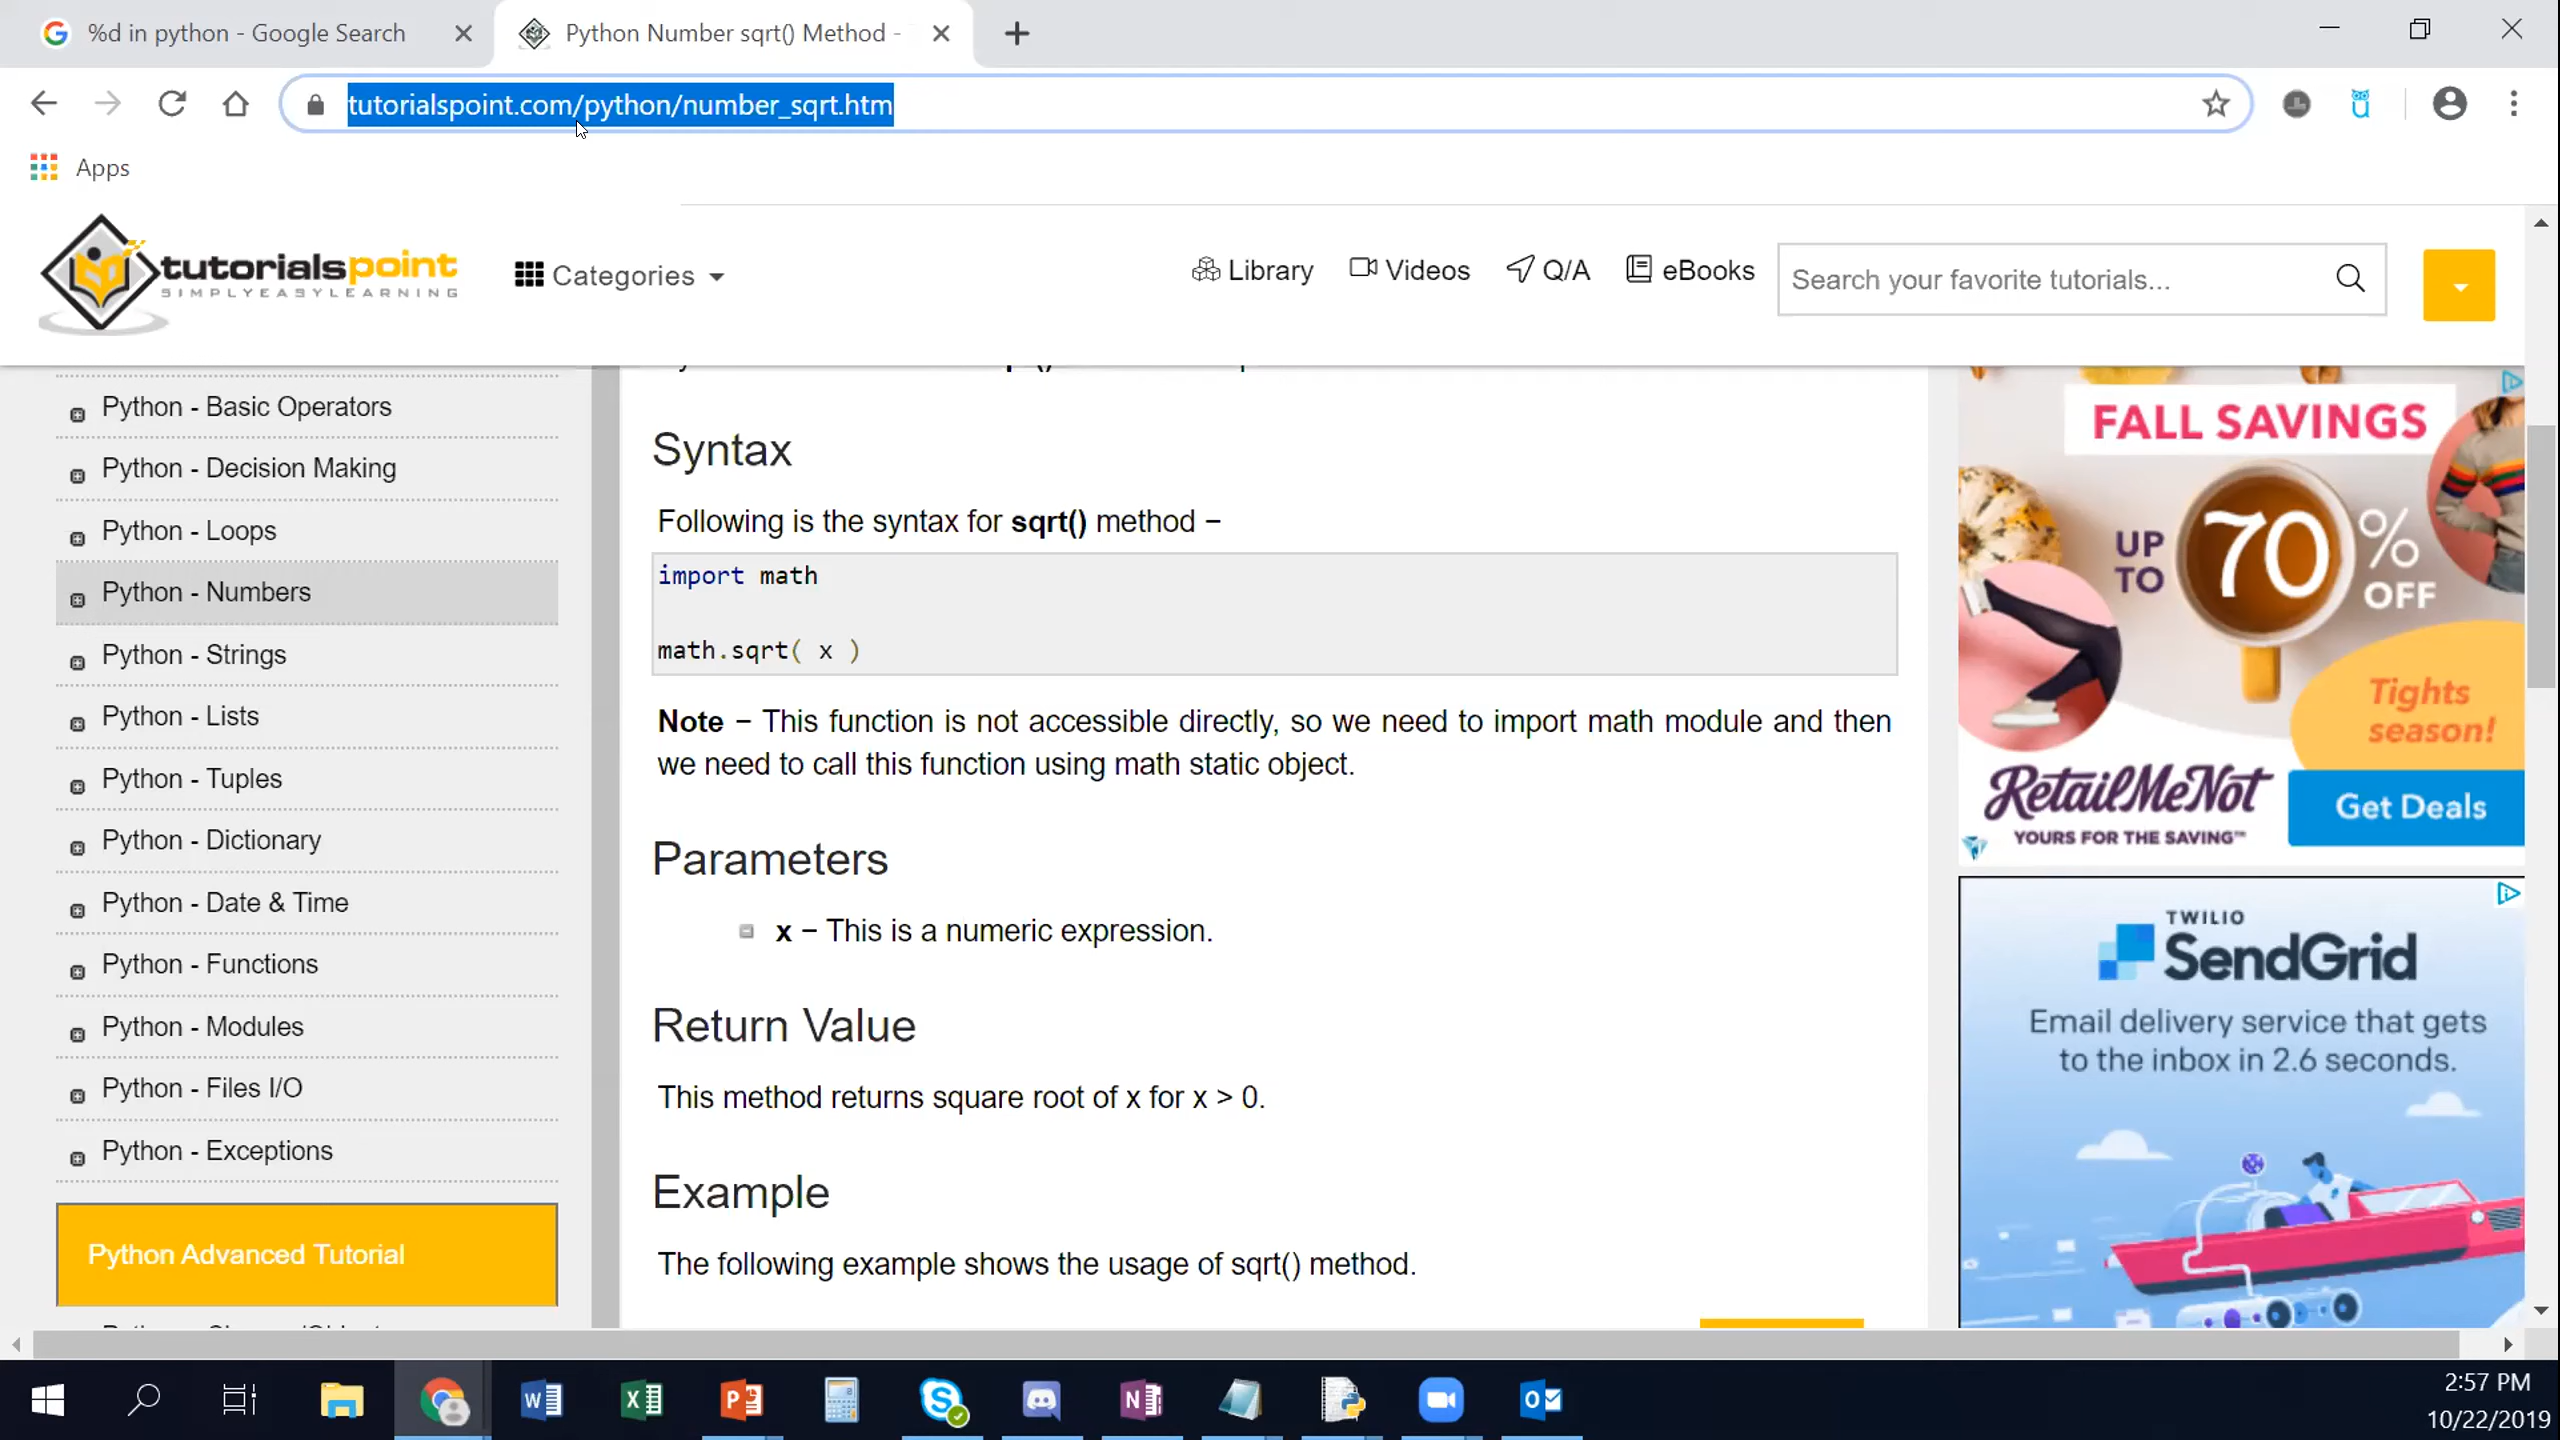 %d in python - Google Search
Python Number sqrt() Method -
tutorialspoint.com/python/number_sqrt.htm
Apps
tutorialspoint
SIMPLYEASYLEARNING
Categories
Library
Videos
Q/A
eBooks
Search your favorite tutorials...
Python - Basic Operators
Python - Decision Making
Python - Loops
Python - Numbers
Python - Strings
Python - Lists
Python - Tuples
Python - Dictionary
Python - Date & Time
Python - Functions
Python - Modules
Python - Files I/O
Python - Exceptions
Python Advanced Tutorial
Syntax
Following is the syntax for sqrt() method −
import math
math.sqrt( x )
Note − This function is not accessible directly, so we need to import math module and then
we need to call this function using math static object.
Parameters
x − This is a numeric expression.
Return Value
This method returns square root of x for x > 0.
Example
The following example shows the usage of sqrt() method.
FALL SAVINGS
UP TO
70% OFF
Tights
season!
RetailMeNot
YOURS FOR THE SAVING™
Get Deals
TWILIO
SendGrid
Email delivery service that gets
to the inbox in 2.6 seconds.
2:57 PM
10/22/2019